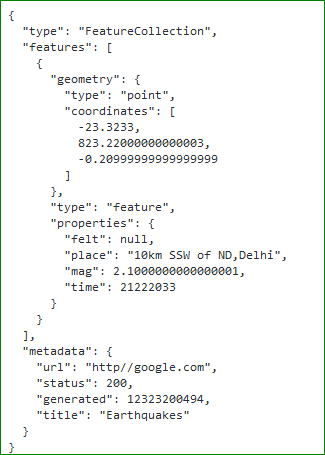 {
  "type": "FeatureCollection",
  "features": [
    {
      "geometry": {
        "type": "point",
        "coordinates": [
          -23.3233,
          823.22000000000003,
          -0.20999999999999999
        ]
      },
      "type": "feature",
      "properties": {
        "felt": null,
        "place": "10km SSW of ND,Delhi",
        "mag": 2.1000000000000001,
        "time": 21222033
      }
    }
  ],
  "metadata": {
    "url": "http//google.com",
    "status": 200,
    "generated": 12323200494,
    "title": "Earthquakes"
  }
}